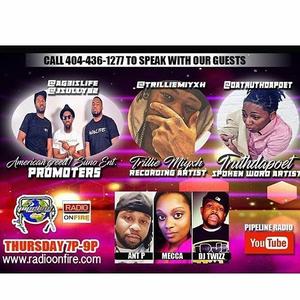 CALL 404-436-1277 TO SPEAK WITH OUR GUESTS
@AGBISLIFE
@JSULLY82
@TRILLIEMIYXH
@DATRUTHDAPOET
American greed / Suno Ent.
PROMOTERS
Trillie Miyxh
RECORDING ARTIST
Truthdapoet
SPOKEN WORD ARTIST
RADIO
ONFIRE
THURSDAY 7P-9P
www.radioonfire.com
ANT P
MECCA
DJ TWIZZ
PIPELINE RADIO
YouTube